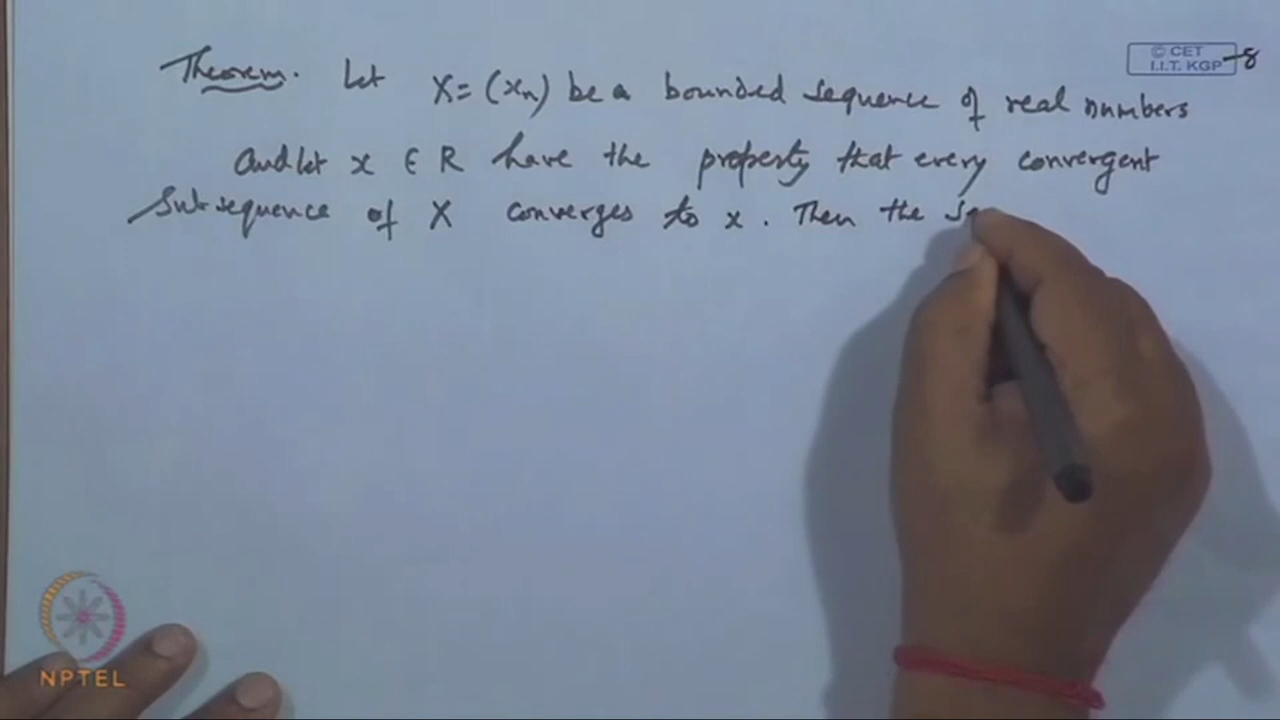 Theorem. Let X = (xn) be a bounded sequence of real numbers
And let x ∈ R have the property that every convergent
Subsequence of X converges to x. Then the
© CET
I.I.T. KGP
NPTEL